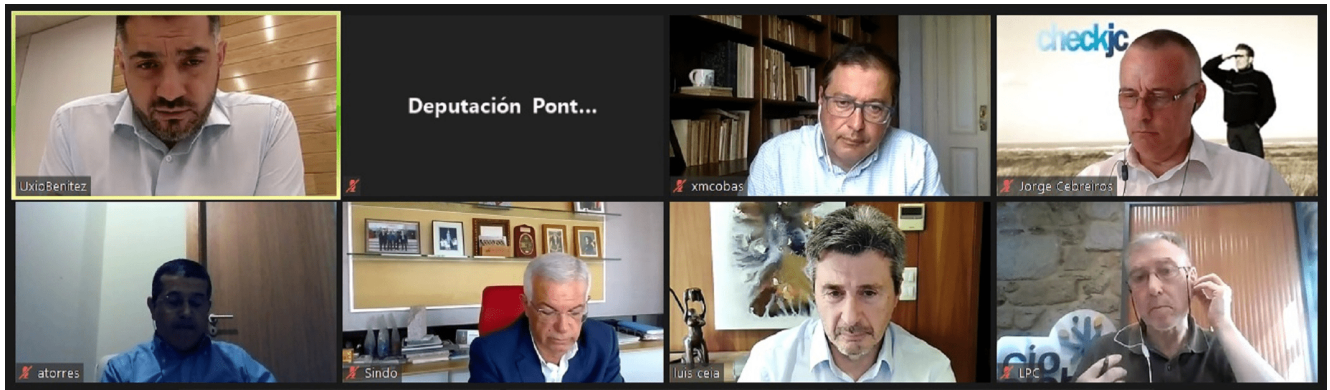 UxioBenitez
Deputación Pont...
xmcobas
checkjc
Jorge Cebreiros
atorres
Sindo
luis ceia
LPC